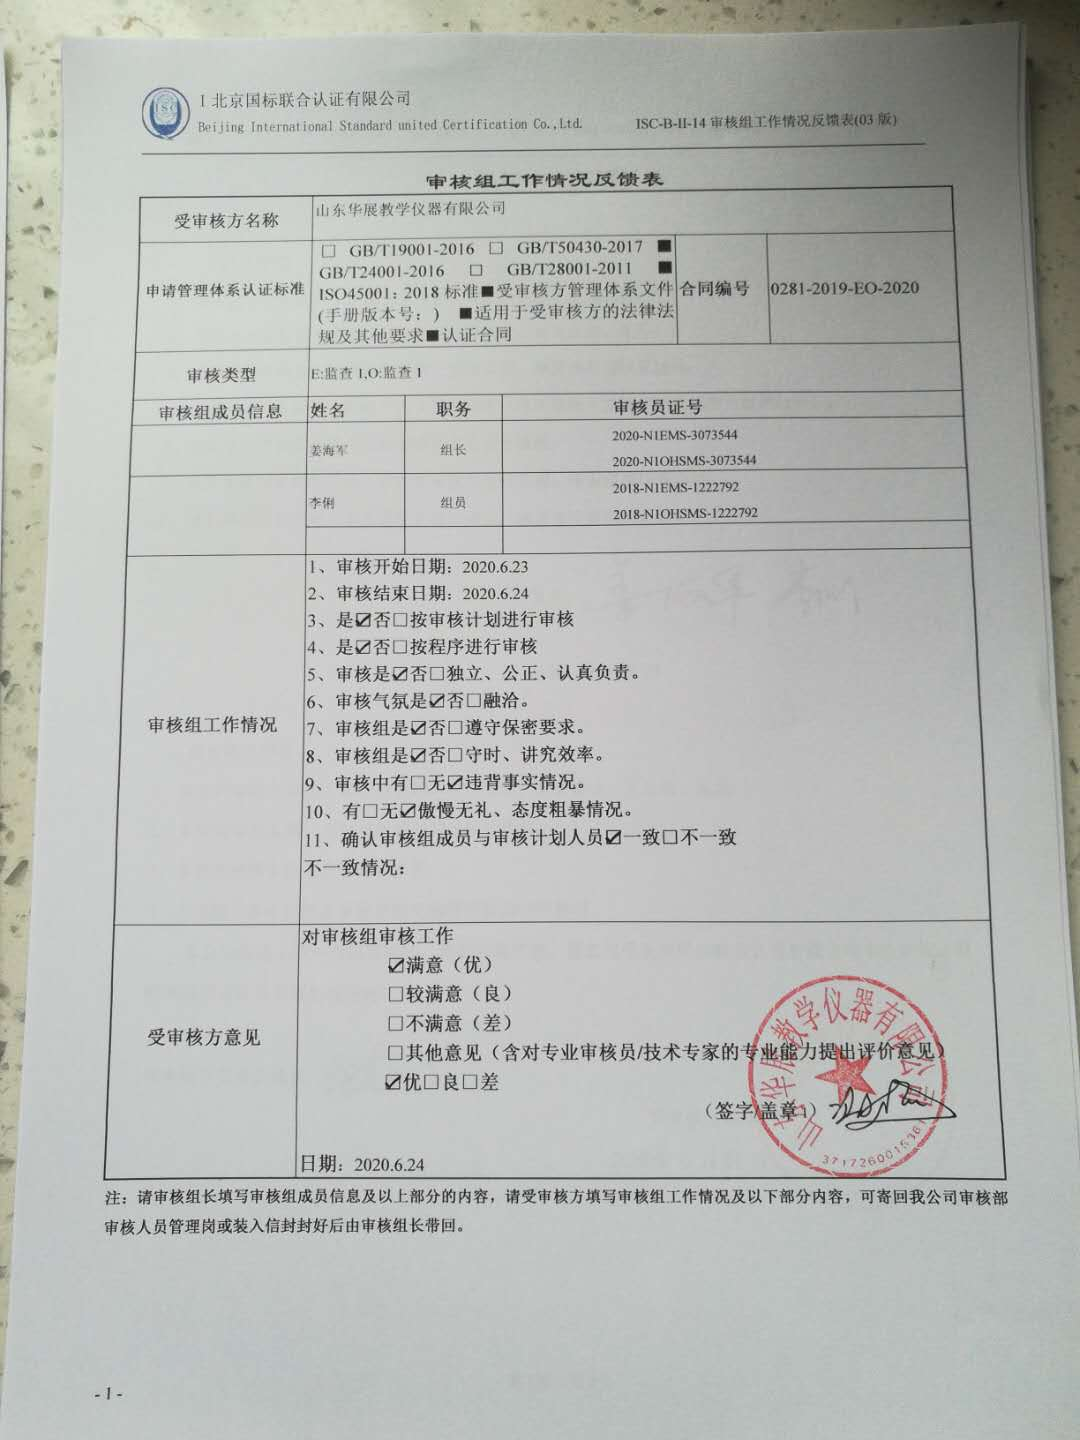 ISC
I 北京国标联合认证有限公司
Beijing International Standard united Certification Co.,Ltd.
ISC-B-II-14 审核组工作情况反馈表(03 版)
审核组工作情况反馈表
受审核方名称
山东华展教学仪器有限公司
申请管理体系认证标准
□ GB/T19001-2016 □ GB/T50430-2017 ■
GB/T24001-2016 □ GB/T28001-2011 ■
ISO45001：2018 标准■受审核方管理体系文件
(手册版本号：) ■适用于受审核方的法律法
规及其他要求■认证合同
合同编号
0281-2019-EO-2020
审核类型
E:监查 1,O:监查 1
审核组成员信息 姓名 职务 审核员证号
姜海军 组长
2020-N1EMS-3073544
2020-N1OHSMS-3073544
李俐 组员
2018-N1EMS-1222792
2018-N1OHSMS-1222792
审核组工作情况
1、审核开始日期：2020.6.23
2、审核结束日期：2020.6.24
3、是☑否□按审核计划进行审核
4、是☑否□按程序进行审核
5、审核是☑否□独立、公正、认真负责。
6、审核气氛是☑否□融洽。
7、审核组是☑否□遵守保密要求。
8、审核组是☑否□守时、讲究效率。
9、审核中有□无☑违背事实情况。
10、有□无☑傲慢无礼、态度粗暴情况。
11、确认审核组成员与审核计划人员☑一致□不一致
不一致情况：
受审核方意见
对审核组审核工作
☑满意（优）
□较满意（良）
□不满意（差）
□其他意见（含对专业审核员/技术专家的专业能力提出评价意见）
☑优□良□差
（签字/盖章）
山东华展教学仪器有限公司
日期：2020.6.24
注：请审核组长填写审核组成员信息及以上部分的内容，请受审核方填写审核组工作情况及以下部分内容，可寄回我公司审核部
审核人员管理岗或装入信封封好后由审核组长带回。
- 1 -